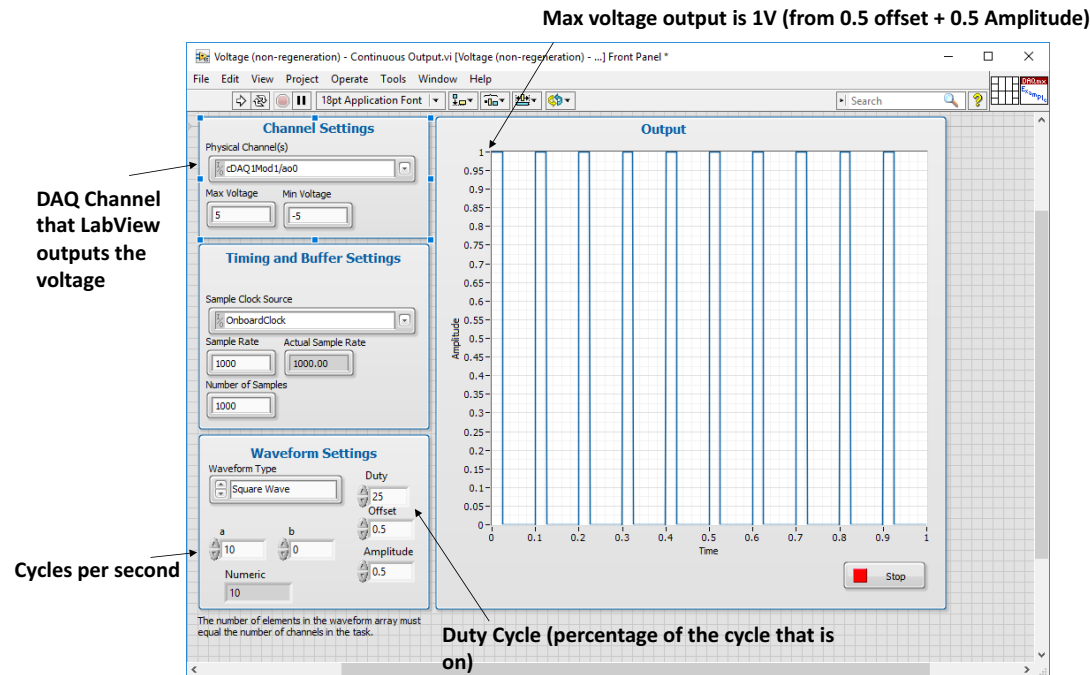 Max voltage output is 1V (from 0.5 offset + 0.5 Amplitude)
Voltage (non-regeneration) - Continuous Output.vi [Voltage (non-regeneration) - ...] Front Panel *
File Edit View Project Operate Tools Window Help
18pt Application Font
Search
DAQmx
Example
Channel Settings
Physical Channel(s)
cDAQ1Mod1/ao0
Max Voltage Min Voltage
5 -5
DAQ Channel
that LabView
outputs the
voltage
Timing and Buffer Settings
Sample Clock Source
OnboardClock
Sample Rate Actual Sample Rate
1000 1000.00
Number of Samples
1000
Waveform Settings
Waveform Type
Square Wave
Duty
25
Offset
0.5
a b
10 0
Amplitude
0.5
Numeric
10
Cycles per second
The number of elements in the waveform array must
equal the number of channels in the task.
Output
1
0.95
0.9
0.85
0.8
0.75
0.7
0.65
0.6
0.55
0.5
0.45
0.4
0.35
0.3
0.25
0.2
0.15
0.1
0.05
0
Amplitude
0 0.1 0.2 0.3 0.4 0.5 0.6 0.7 0.8 0.9 1
Time
Stop
Duty Cycle (percentage of the cycle that is
on)